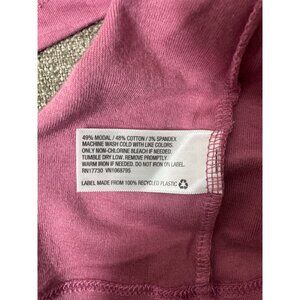 49% MODAL / 48% COTTON / 3% SPANDEX.
MACHINE WASH COLD WITH LIKE COLORS.
ONLY NON-CHLORINE BLEACH IF NEEDED.
TUMBLE DRY LOW. REMOVE PROMPTLY.
WARM IRON IF NEEDED. DO NOT IRON ON LABEL.
RN17730 VN1068795
LABEL MADE FROM 100% RECYCLED PLASTIC